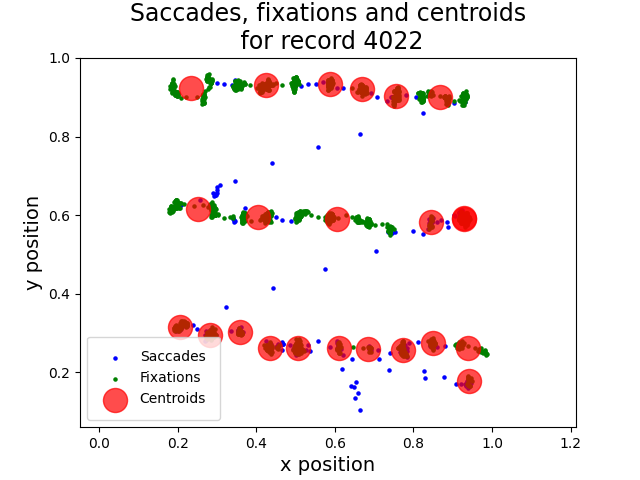 Saccades, fixations and centroids
for record 4022
1.0
0.8
0.6
0.4
0.2
y position
Saccades
Fixations
Centroids
0.0 0.2 0.4 0.6 0.8 1.0 1.2
x position